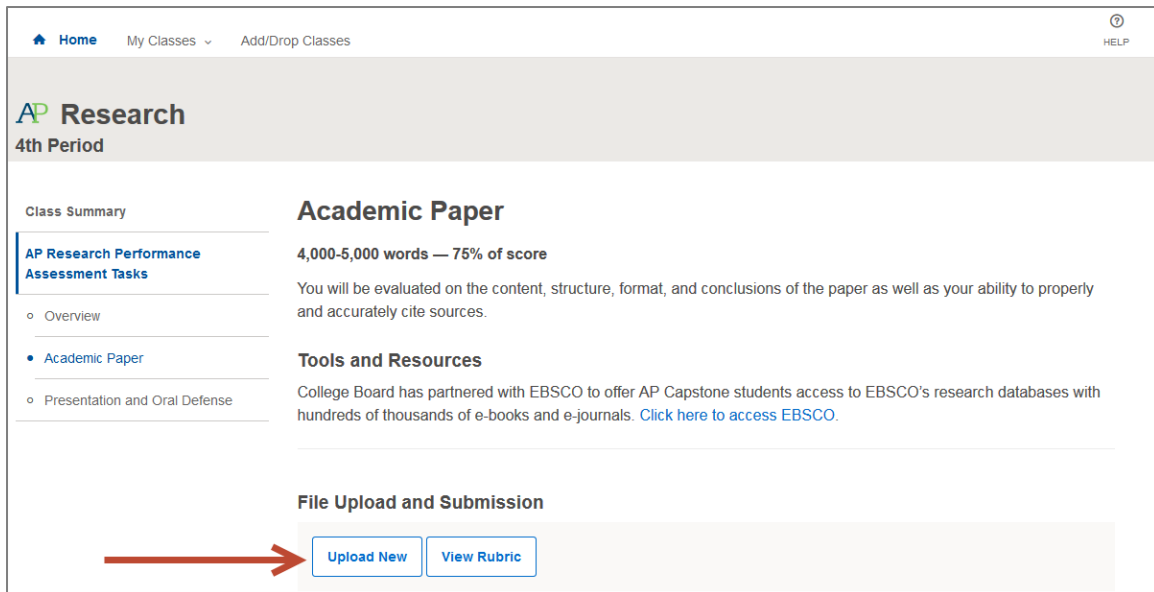 Home My Classes Add/Drop Classes
HELP
AP Research
4th Period
Class Summary
AP Research Performance
Assessment Tasks
Overview
Academic Paper
Presentation and Oral Defense
Academic Paper
4,000-5,000 words — 75% of score
You will be evaluated on the content, structure, format, and conclusions of the paper as well as your ability to properly
and accurately cite sources.
Tools and Resources
College Board has partnered with EBSCO to offer AP Capstone students access to EBSCO's research databases with
hundreds of thousands of e-books and e-journals. Click here to access EBSCO.
File Upload and Submission
Upload New View Rubric